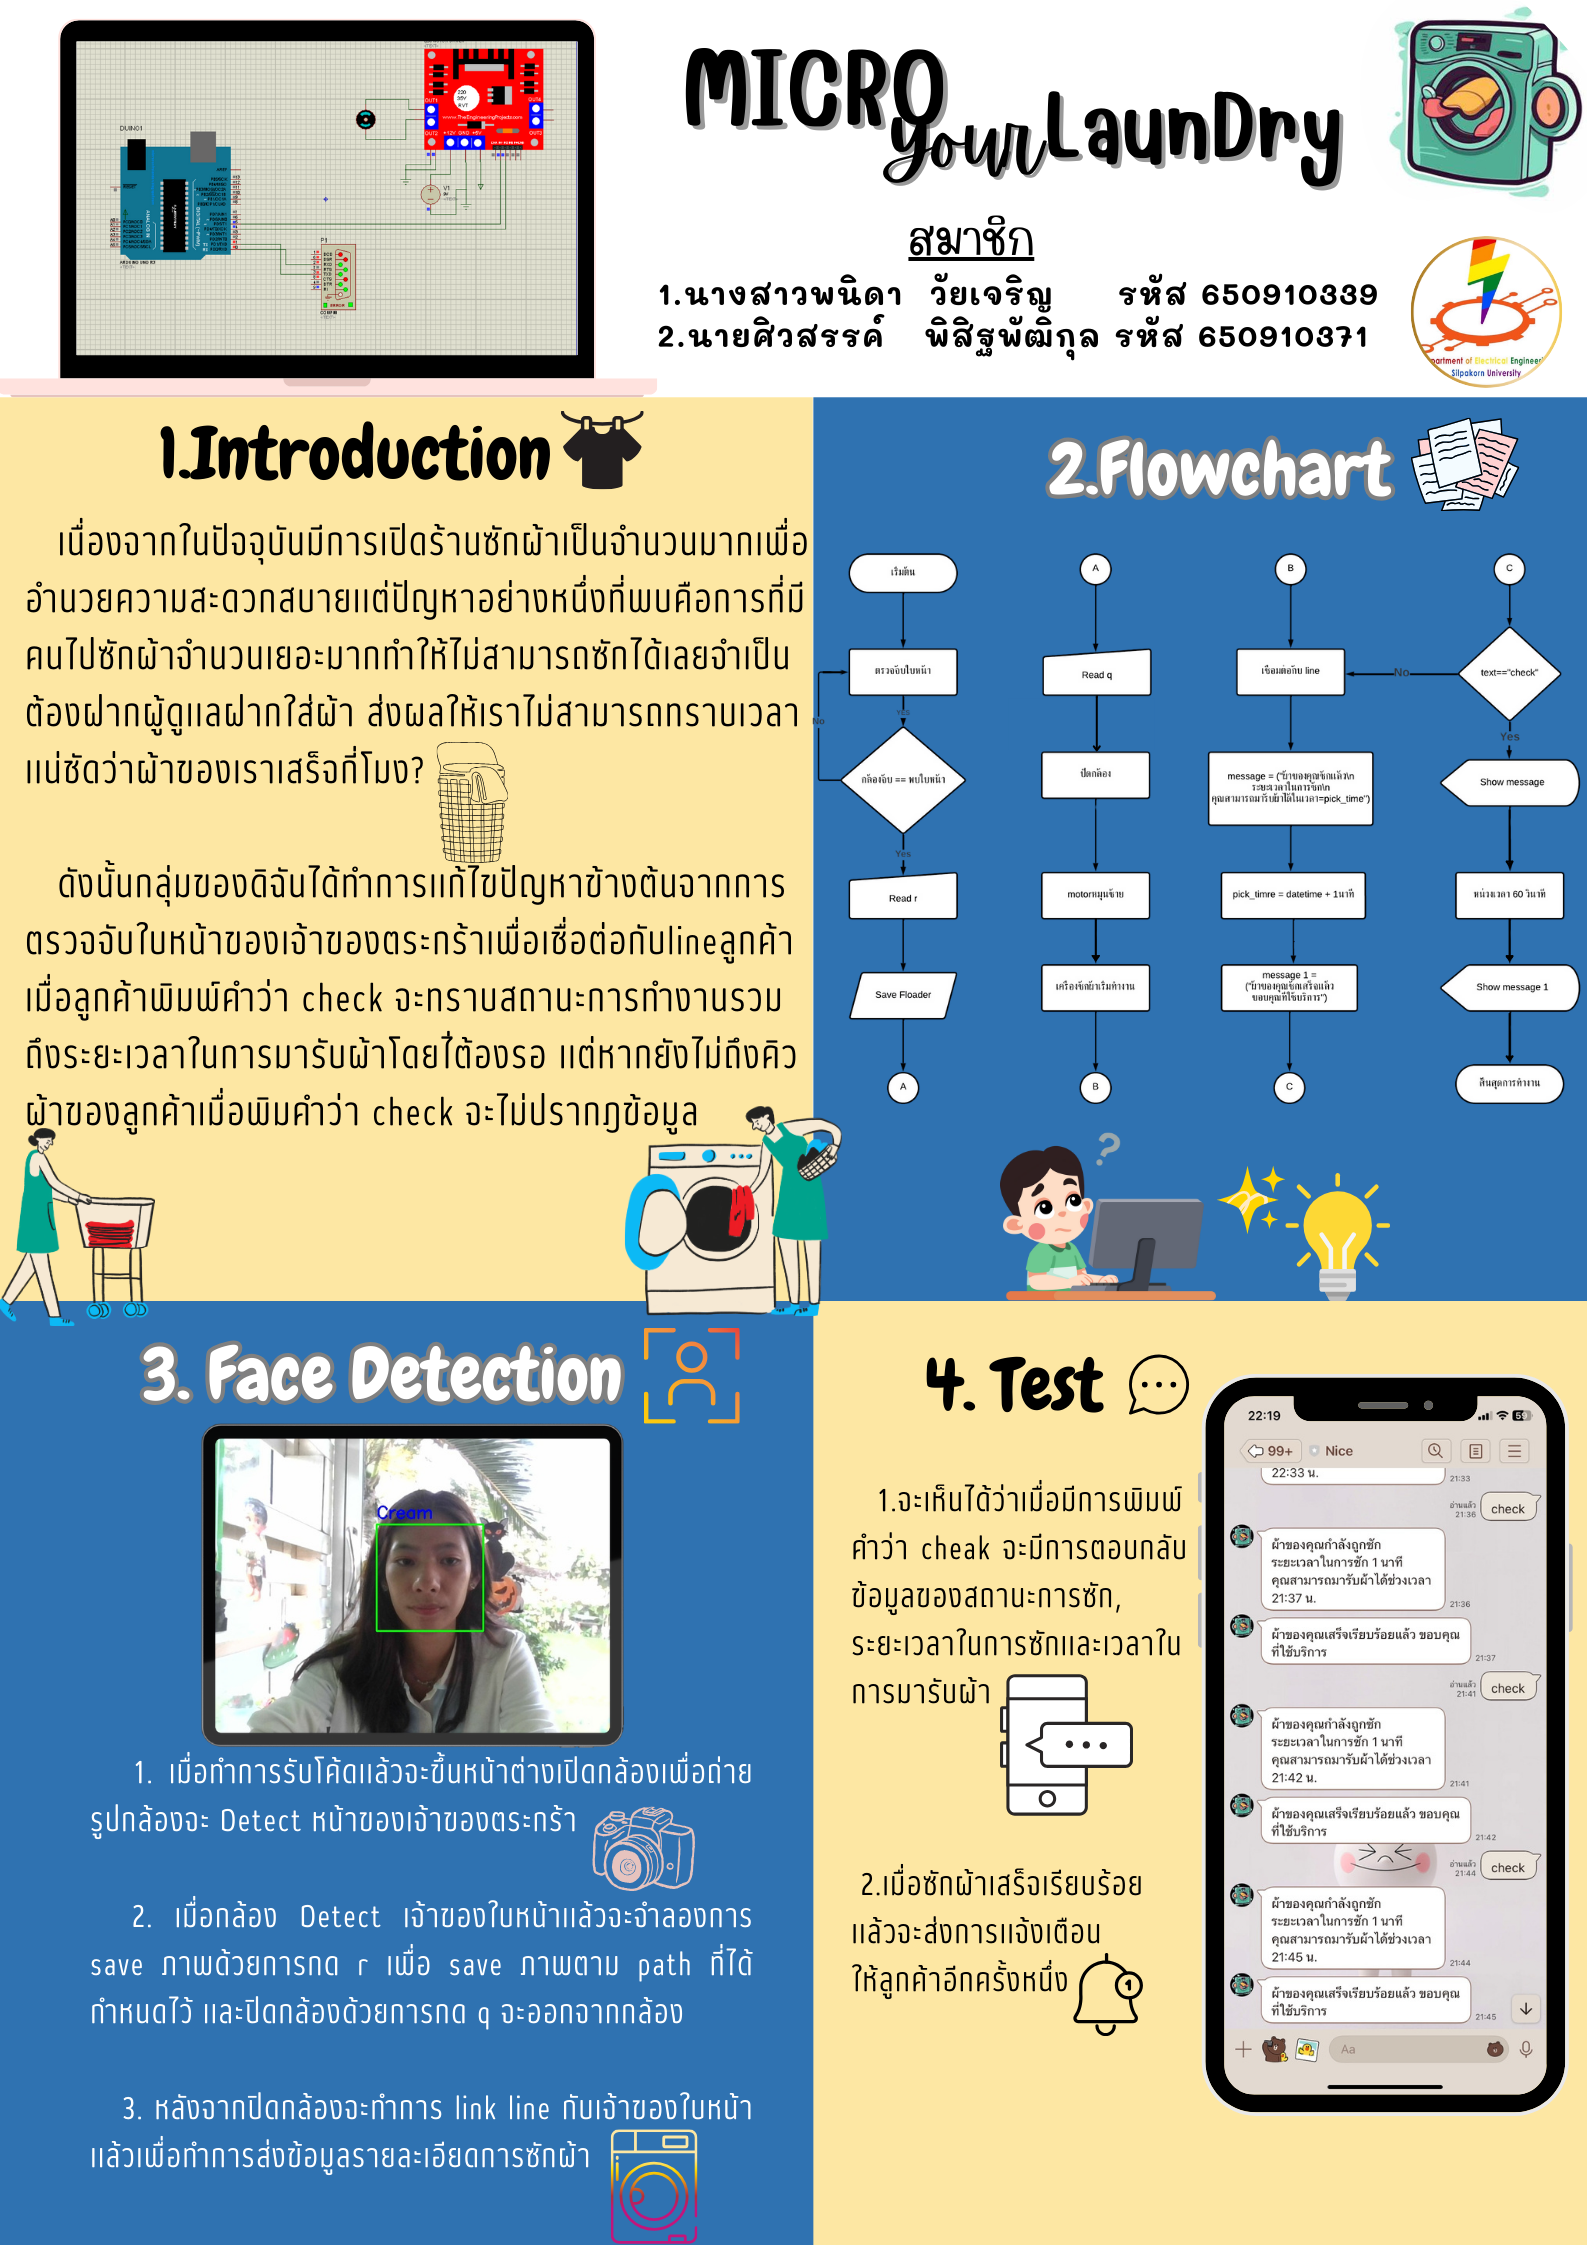 MICRO
your LaunDry
สมาชิก
1.นางสาวพนิดา วัยเจริญ รหัส 650910339
2.นายศิวสรรค์ พิสิฐพัฒิกุล รหัส 650910371
partment of Electrical Engineeri
Silpakorn University
1.Introduction
เนื่องจากในปัจจุบันมีการเปิดร้านซักผ้าเป็นจำนวนมากเพื่อ
อำนวยความสะดวกสบายแต่ปัญหาอย่างหนึ่งที่พบคือการที่มี
คนไปซักผ้าจำนวนเยอะมากทำให้ไม่สามารถซักได้เลยจำเป็น
ต้องฝากผู้ดูแลฝากใส่ผ้า ส่งผลให้เราไม่สามารถทราบเวลา
แน่ชัดว่าผ้าของเราเสร็จกี่โมง?
ดังนั้นกลุ่มของดิฉันได้ทำการแก้ไขปัญหาข้างต้นจากการ
ตรวจจับใบหน้าของเจ้าของตระกร้าเพื่อเชื่อต่อกับlineลูกค้า
เมื่อลูกค้าพิมพ์คำว่า check จะทราบสถานะการทำงานรวม
ถึงระยะเวลาในการมารับผ้าโดยไต้องรอ แต่หากยังไม่ถึงคิว
ผ้าของลูกค้าเมื่อพิมคำว่า check จะไม่ปรากฏข้อมูล
2.Flowchart
เริ่มต้น
ตรวจจับใบหน้า
YES
No
กล้องจับ == พบใบหน้า
Yes
Read r
Save Floader
A
A
Read q
ปิดกล้อง
motorหมุนซ้าย
เครื่องซักผ้าเริ่มทำงาน
B
B
เชื่อมต่อกับ line
message = ("ผ้าของคุณซักแล้ว\n
ระยะเวลาในการซัก\n
คุณสามารถมารับผ้าได้ในเวลา=pick_time")
pick_timre = datetime + 1นาที
message 1 =
("ผ้าของคุณซักเสร็จแล้ว
ขอบคุณที่ใช้บริการ")
C
C
text=="check"
No
Yes
Show message
หน่วงเวลา 60 วินาที
Show message 1
สิ้นสุดการทำงาน
3. Face Detection
Cream
1. เมื่อทำการรับโค้ดแล้วจะขึ้นหน้าต่างเปิดกล้องเพื่อถ่าย
รูปกล้องจะ Detect หน้าของเจ้าของตระกร้า
2. เมื่อกล้อง Detect เจ้าของใบหน้าแล้วจะจำลองการ
save ภาพด้วยการกด r เพื่อ save ภาพตาม path ที่ได้
กำหนดไว้ และปิดกล้องด้วยการกด q จะออกจากกล้อง
3. หลังจากปิดกล้องจะทำการ link line กับเจ้าของใบหน้า
แล้วเพื่อทำการส่งข้อมูลรายละเอียดการซักผ้า
4. Test
1.จะเห็นได้ว่าเมื่อมีการพิมพ์
คำว่า cheak จะมีการตอบกลับ
ข้อมูลของสถานะการซัก,
ระยะเวลาในการซักและเวลาใน
การมารับผ้า
2.เมื่อซักผ้าเสร็จเรียบร้อย
แล้วจะส่งการแจ้งเตือน
ให้ลูกค้าอีกครั้งหนึ่ง
1
22:19
99+ Nice
22:33 น.
21:33
อ่านแล้ว
21:36
check
ผ้าของคุณกำลังถูกซัก
ระยะเวลาในการซัก 1 นาที
คุณสามารถมารับผ้าได้ช่วงเวลา
21:37 น.
21:36
ผ้าของคุณเสร็จเรียบร้อยแล้ว ขอบคุณ
ที่ใช้บริการ
21:37
อ่านแล้ว
21:41
check
ผ้าของคุณกำลังถูกซัก
ระยะเวลาในการซัก 1 นาที
คุณสามารถมารับผ้าได้ช่วงเวลา
21:42 น.
21:41
ผ้าของคุณเสร็จเรียบร้อยแล้ว ขอบคุณ
ที่ใช้บริการ
21:42
อ่านแล้ว
21:44
check
ผ้าของคุณกำลังถูกซัก
ระยะเวลาในการซัก 1 นาที
คุณสามารถมารับผ้าได้ช่วงเวลา
21:45 น.
21:44
ผ้าของคุณเสร็จเรียบร้อยแล้ว ขอบคุณ
ที่ใช้บริการ
21:45
Aa